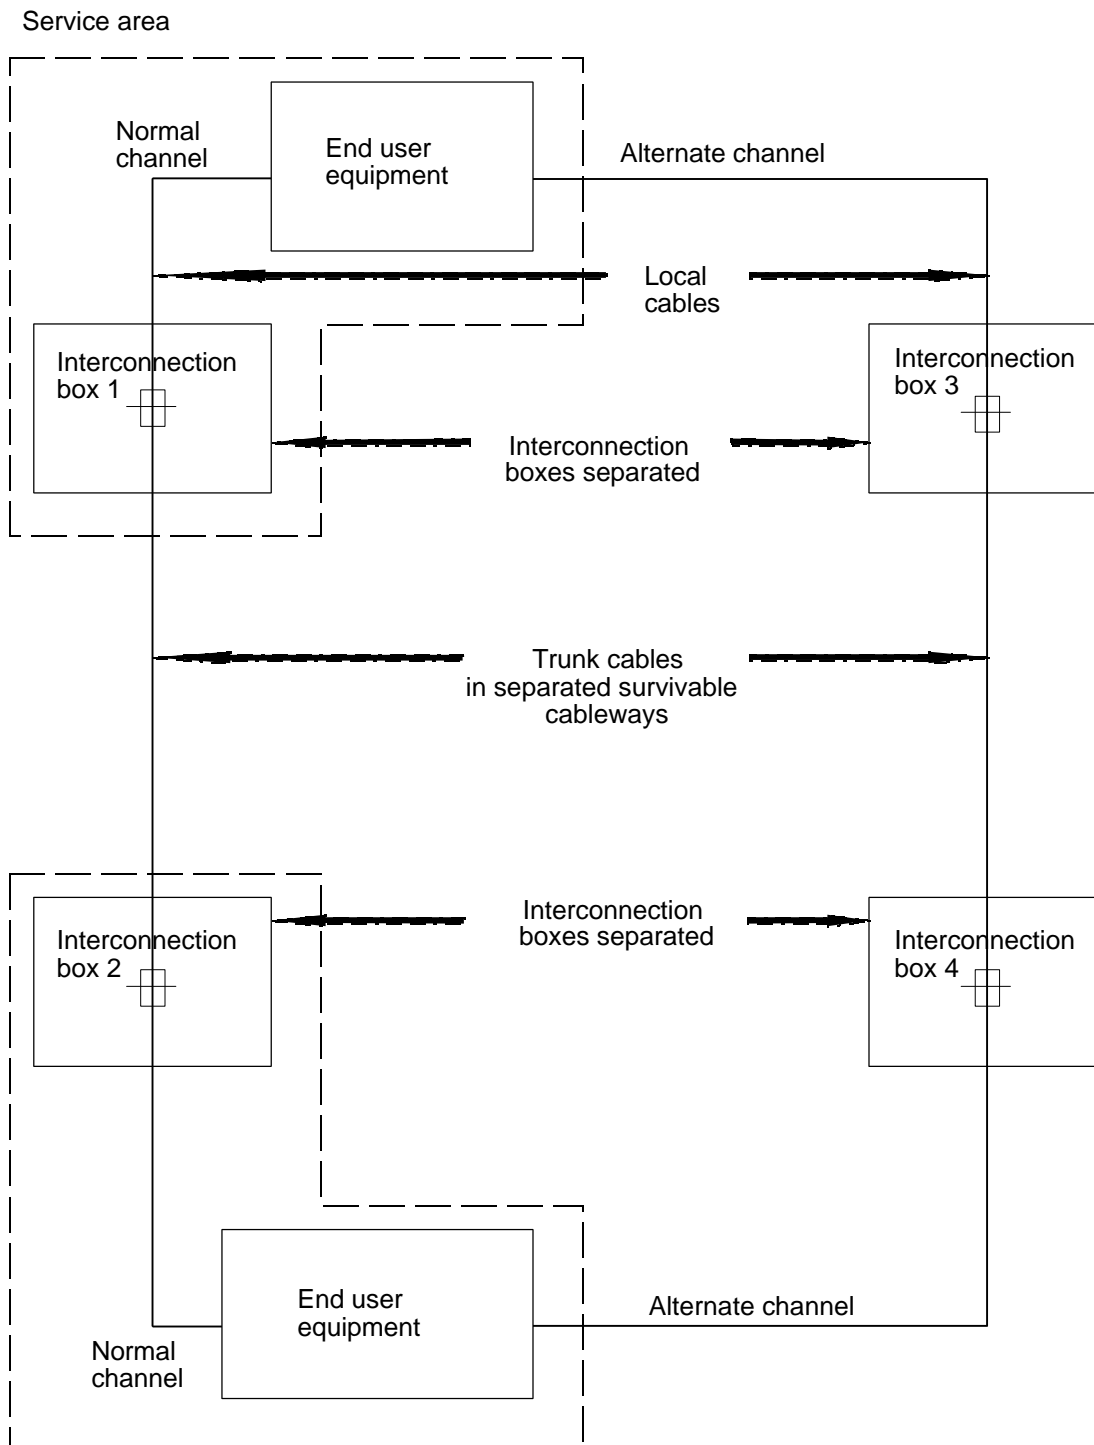 Service area
Normal
channel
End user
equipment
Alternate channel
Local
cables
Interconnection
box 1
Interconnection
box 3
Interconnection
boxes separated
Trunk cables
in separated survivable
cableways
Interconnection
box 2
Interconnection
boxes separated
Interconnection
box 4
End user
equipment
Alternate channel
Normal
channel